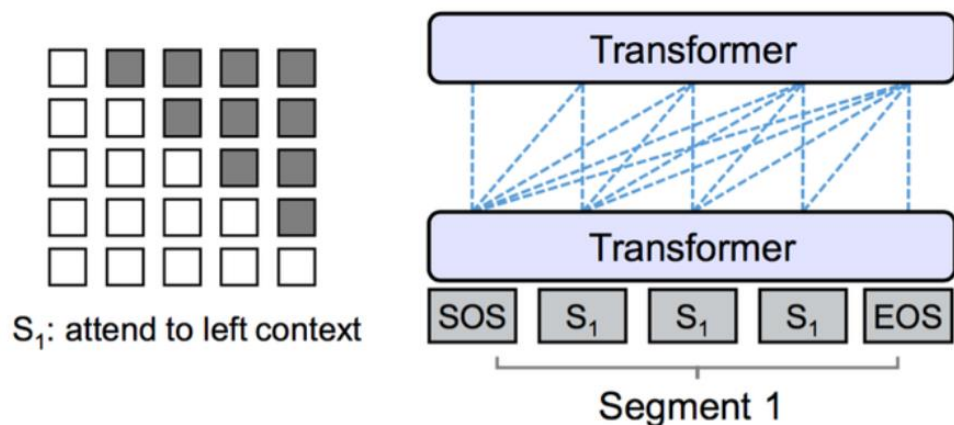 Transformer
Transformer
SOS S₁ S₁ S₁ EOS
S₁: attend to left context
Segment 1